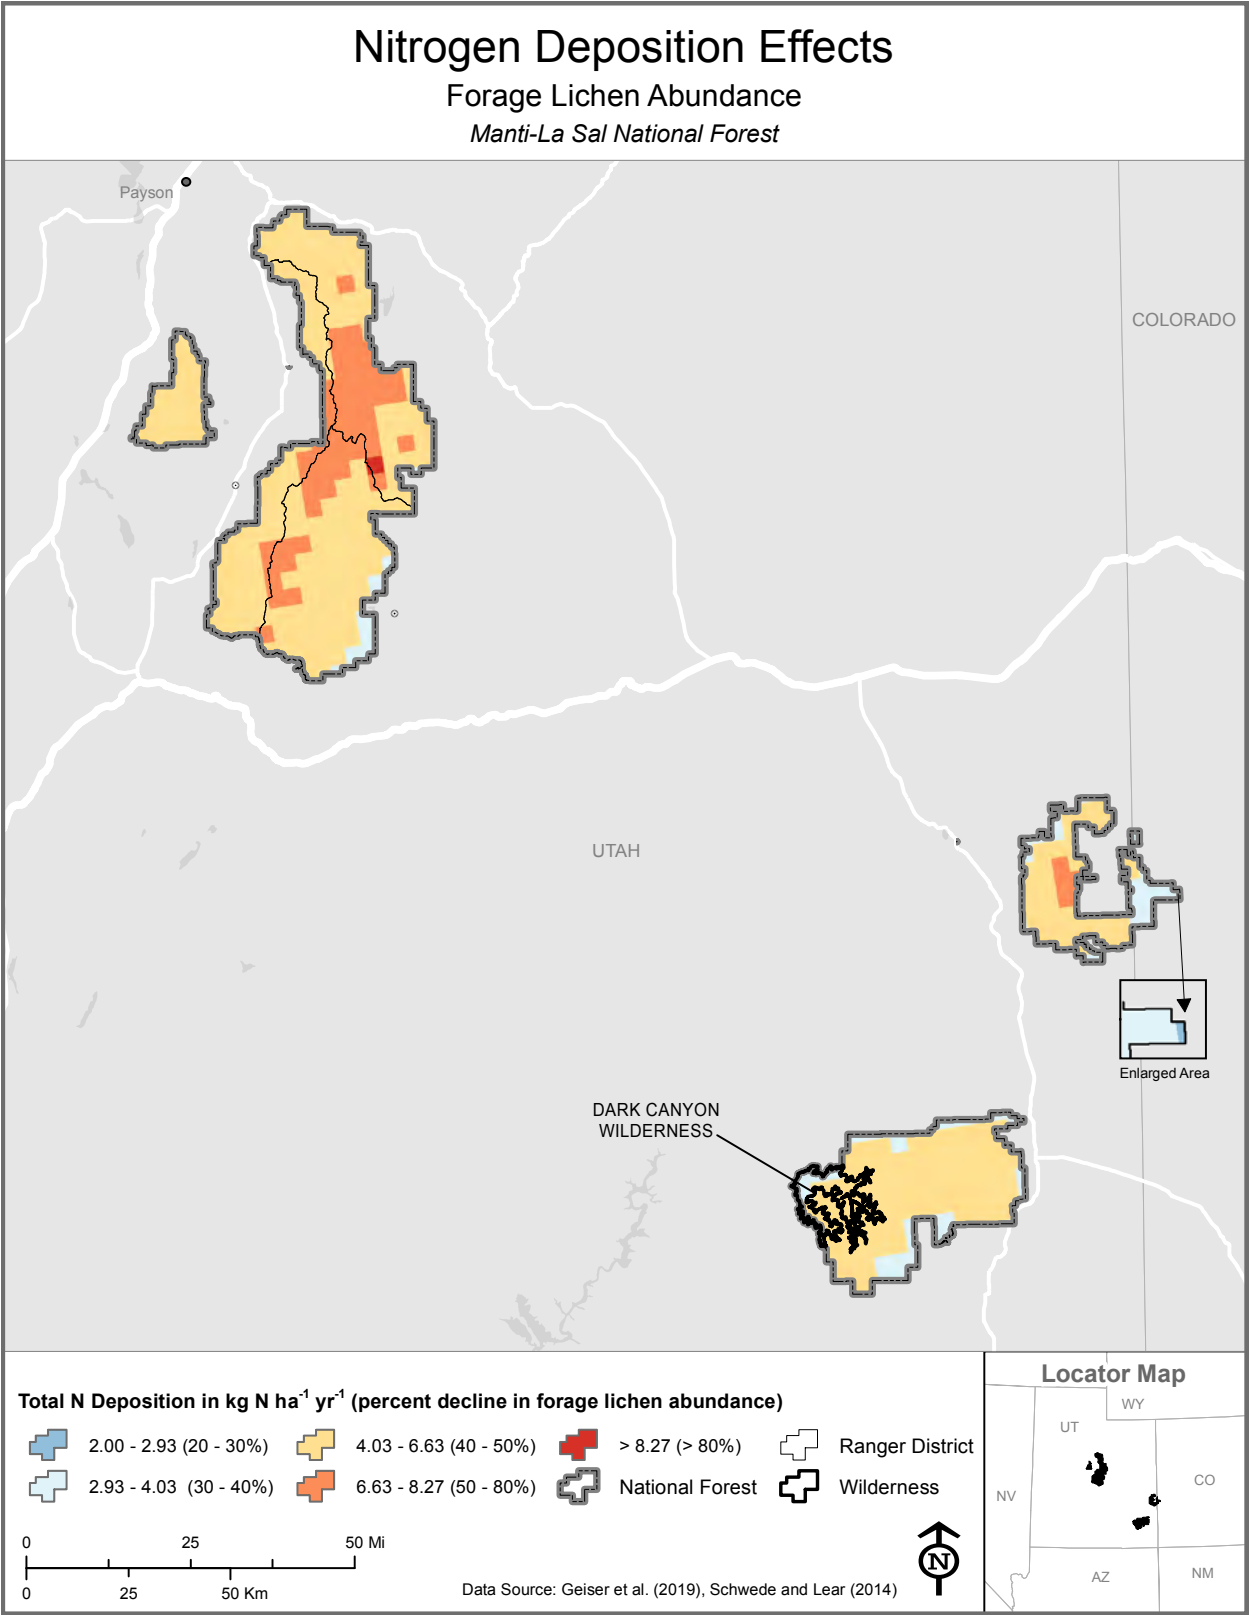 Nitrogen Deposition Effects
Forage Lichen Abundance
Manti-La Sal National Forest
Payson
COLORADO
UTAH
Enlarged Area
DARK CANYON
WILDERNESS
Total N Deposition in kg N ha⁻¹ yr⁻¹ (percent decline in forage lichen abundance)
2.00 - 2.93 (20 - 30%)
4.03 - 6.63 (40 - 50%)
> 8.27 (> 80%)
Ranger District
2.93 - 4.03 (30 - 40%)
6.63 - 8.27 (50 - 80%)
National Forest
Wilderness
0 25 50 Mi
0 25 50 Km
N
Data Source: Geiser et al. (2019), Schwede and Lear (2014)
Locator Map
WY
UT
CO
NV
AZ
NM